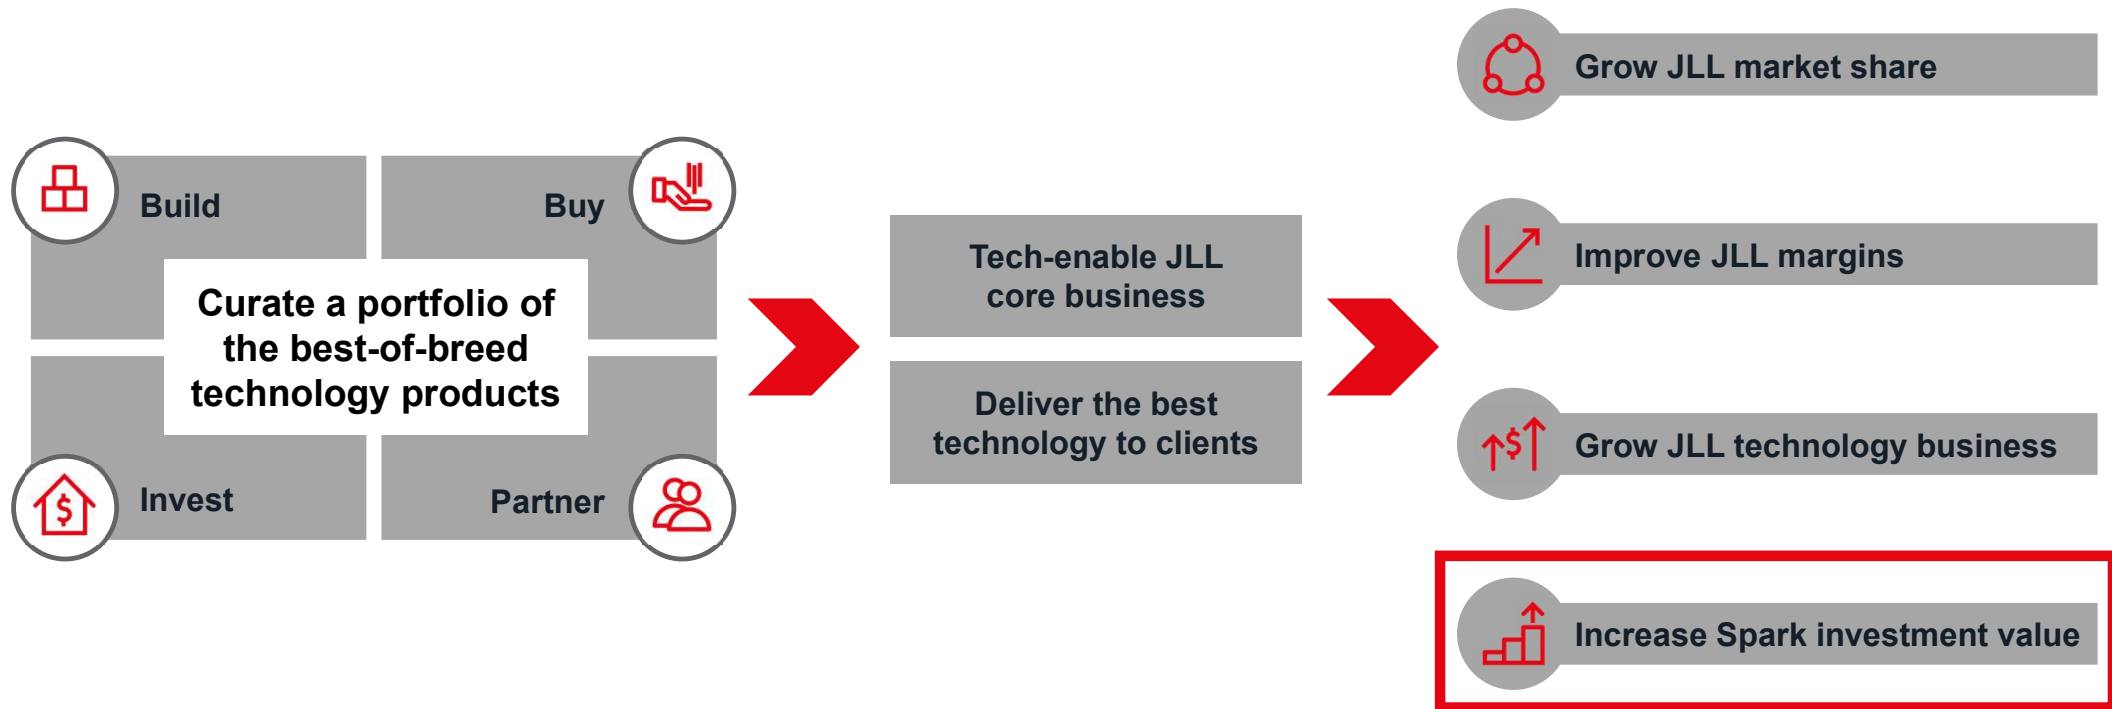 Build
Buy
Curate a portfolio of
the best-of-breed
technology products
Invest
Partner
Tech-enable JLL
core business
Deliver the best
technology to clients
Grow JLL market share
Improve JLL margins
Grow JLL technology business
Increase Spark investment value